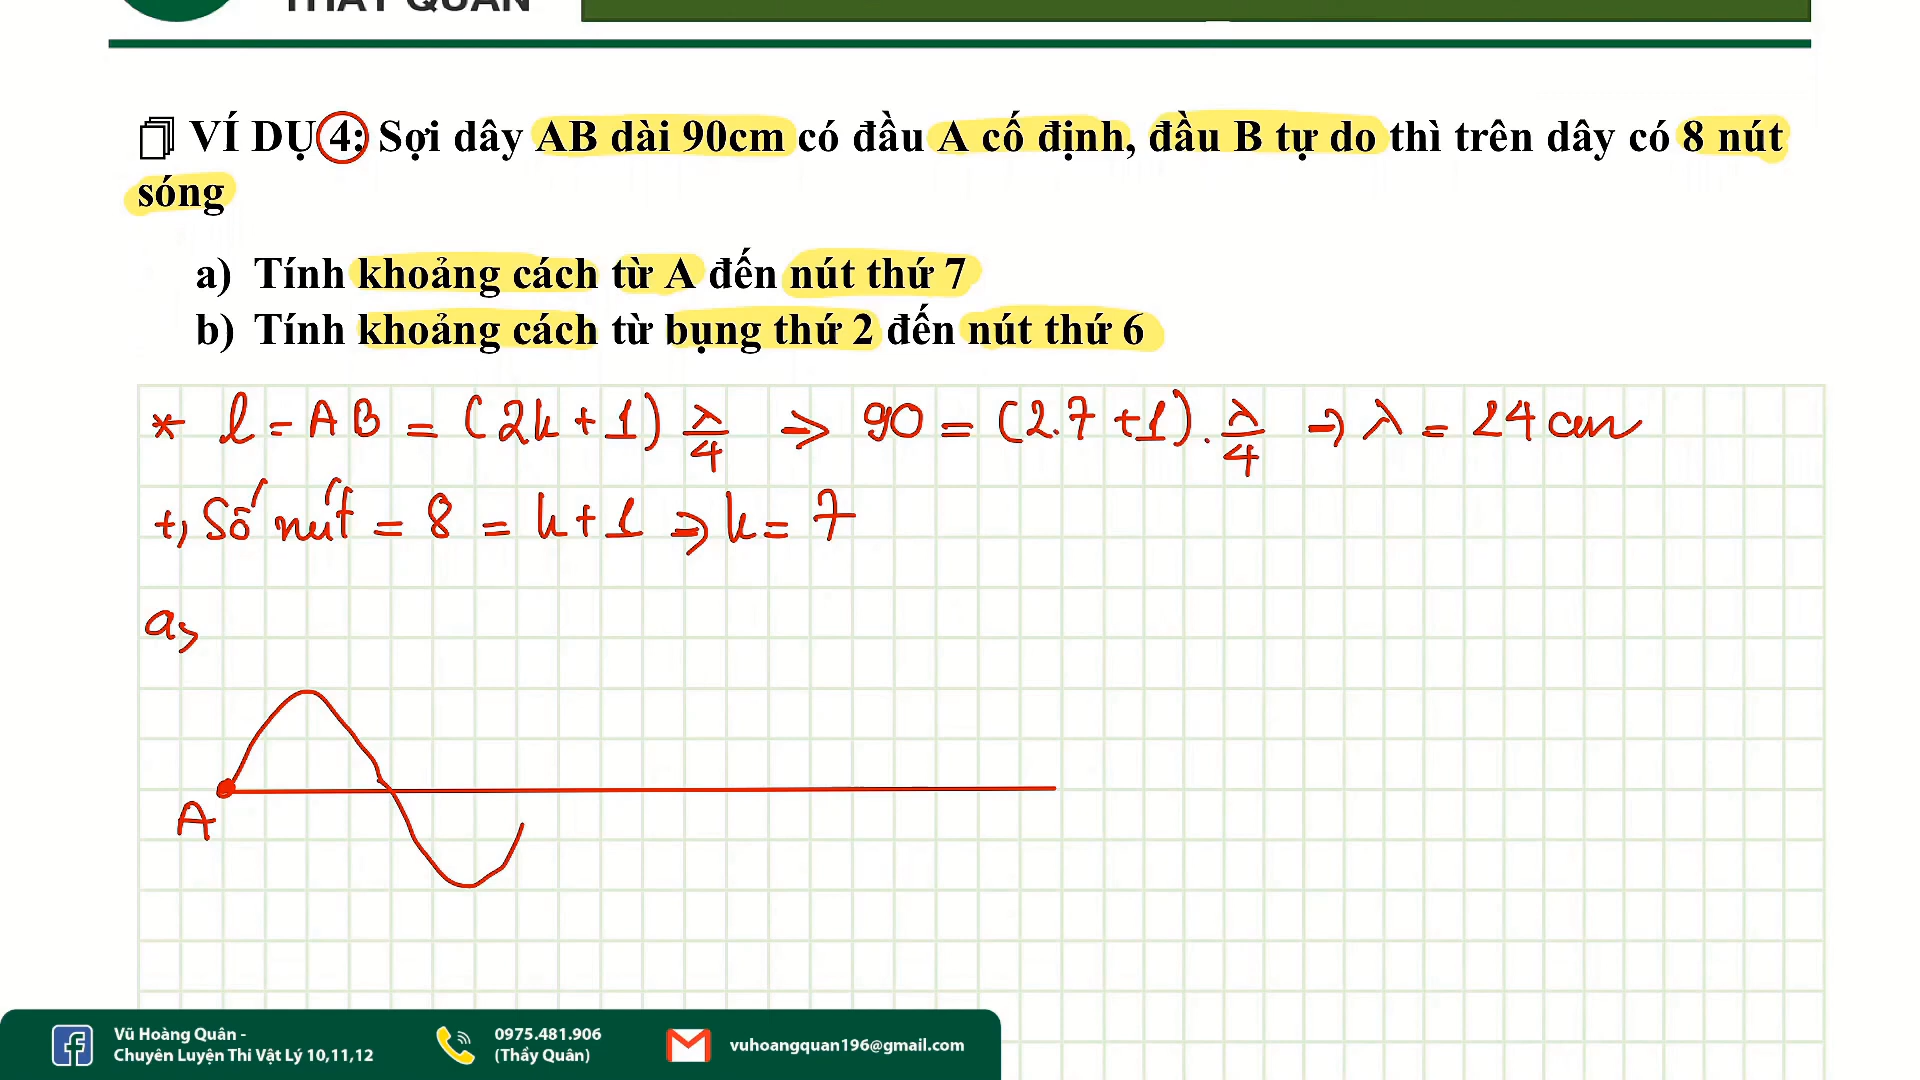 THẦY QUÂN
VÍ DỤ 4: Sợi dây AB dài 90cm có đầu A cố định, đầu B tự do thì trên dây có 8 nút
sóng
a) Tính khoảng cách từ A đến nút thứ 7
b) Tính khoảng cách từ bụng thứ 2 đến nút thứ 6
* l = AB = (2k+1) λ/4 => 90 = (2.7+1).λ/4 => λ = 24 cm
+, Số nút = 8 = k+1 => k = 7
a,
A
Vũ Hoàng Quân -
Chuyên Luyện Thi Vật Lý 10,11,12
0975.481.906
(Thầy Quân)
vuhoangquan196@gmail.com